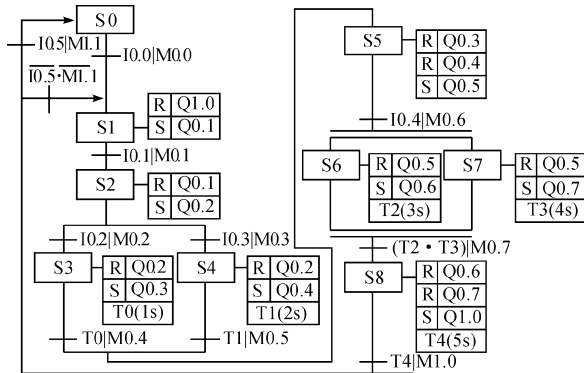 S0
I0.5|M1.1
I0.0|M0.0
I0.5·M1.1
S1
R Q1.0
S Q0.1
I0.1|M0.1
S2
R Q0.1
S Q0.2
I0.2|M0.2
I0.3|M0.3
S3
R Q0.2
S Q0.3
T0(1s)
S4
R Q0.2
S Q0.4
T1(2s)
T0|M0.4
T1|M0.5
S5
R Q0.3
R Q0.4
S Q0.5
I0.4|M0.6
S6
R Q0.5
S Q0.6
T2(3s)
S7
R Q0.5
S Q0.7
T3(4s)
(T2·T3)|M0.7
S8
R Q0.6
R Q0.7
S Q1.0
T4(5s)
T4|M1.0